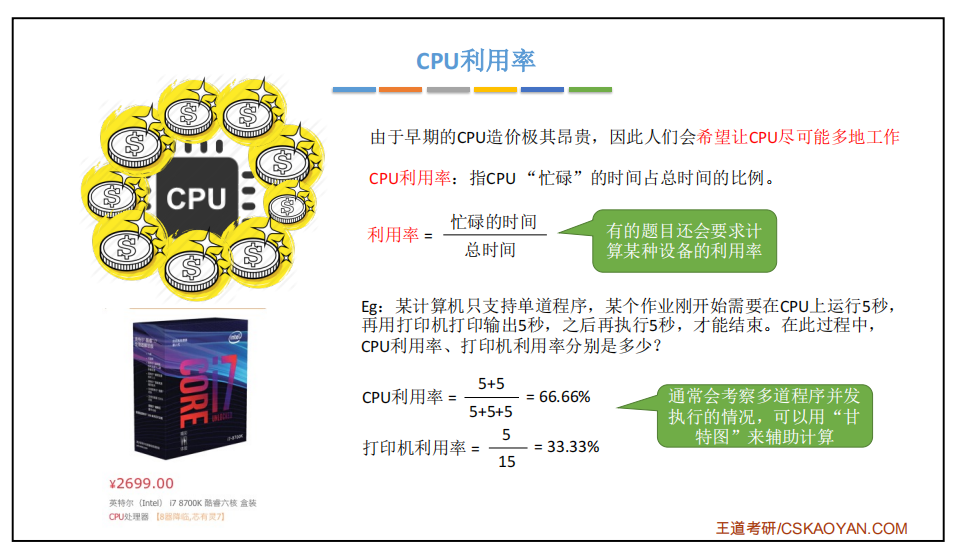 CPU利用率
由于早期的CPU造价极其昂贵，因此人们会希望让CPU尽可能多地工作
CPU利用率：指CPU “忙碌”的时间占总时间的比例。
利用率 = 忙碌的时间
总时间
有的题目还会要求计
算某种设备的利用率
Eg：某计算机只支持单道程序，某个作业刚开始需要在CPU上运行5秒，
再用打印机打印输出5秒，之后再执行5秒，才能结束。在此过程中，
CPU利用率、打印机利用率分别是多少？
CPU利用率 = 5+5
5+5+5
= 66.66%
打印机利用率 = 5
15
= 33.33%
通常会考察多道程序并发
执行的情况，可以用“甘
特图”来辅助计算
CPU
intel
CORE i7
i7-8700K
¥2699.00
英特尔（Intel） i7 8700K 酷睿六核 盒装
CPU处理器 【8器降临,芯有灵7】
王道考研/CSKAOYAN.COM